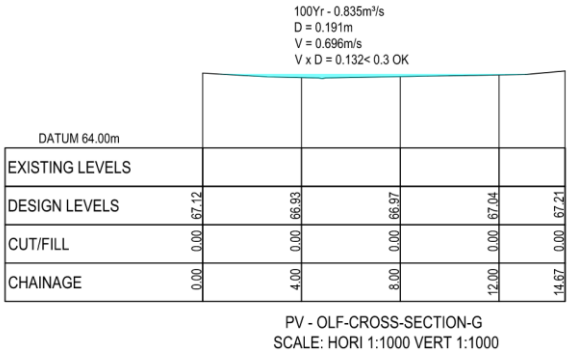 100Yr - 0.835m³/s
D = 0.191m
V = 0.696m/s
V x D = 0.132< 0.3 OK
DATUM 64.00m
EXISTING LEVELS
DESIGN LEVELS 67.12 66.93 66.97 67.04 67.21
CUT/FILL 0.00 0.00 0.00 0.00 0.00
CHAINAGE 0.00 4.00 8.00 12.00 14.67
PV - OLF-CROSS-SECTION-G
SCALE: HORI 1:1000 VERT 1:1000